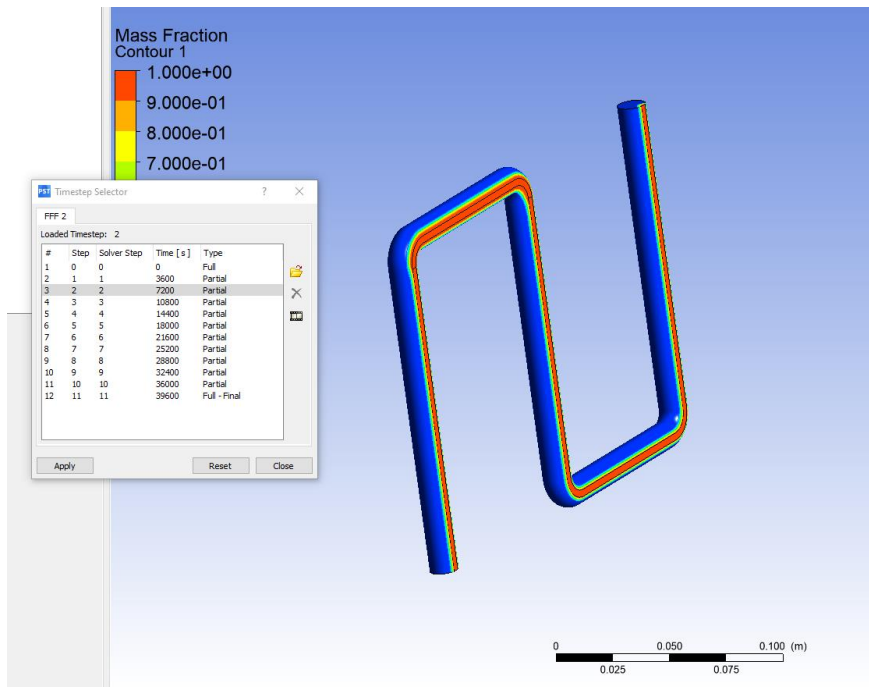 Mass Fraction
Contour 1
1.000e+00
9.000e-01
8.000e-01
7.000e-01
PST Timestep Selector ? ×
FFF 2
Loaded Timestep: 2
# Step Solver Step Time [ s ] Type
1 0 0 0 Full
2 1 1 3600 Partial
3 2 2 7200 Partial
4 3 3 10800 Partial
5 4 4 14400 Partial
6 5 5 18000 Partial
7 6 6 21600 Partial
8 7 7 25200 Partial
9 8 8 28800 Partial
10 9 9 32400 Partial
11 10 10 36000 Partial
12 11 11 39600 Full - Final
Apply Reset Close
0 0.050 0.100 (m)
0.025 0.075